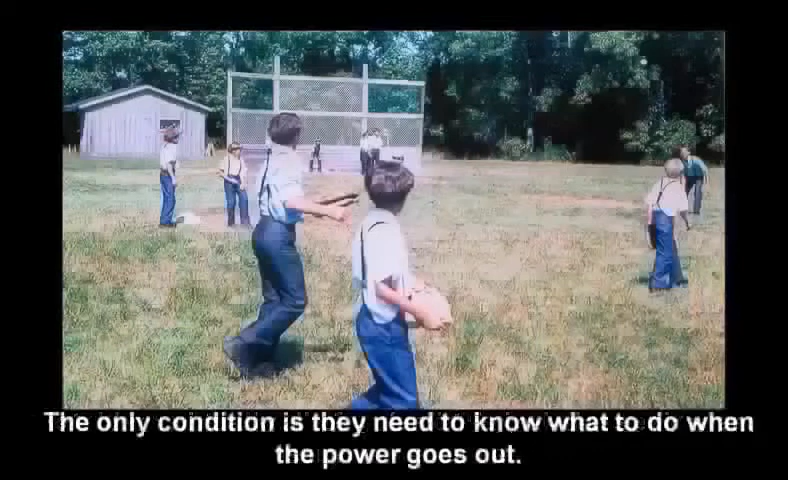 The only condition is they need to know what to do when
the power goes out.